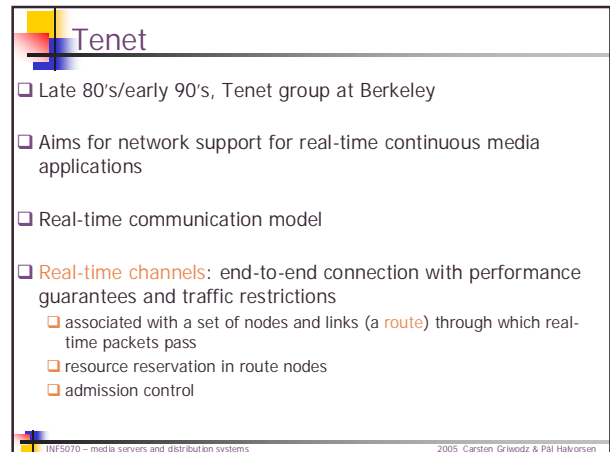 Tenet
Late 80's/early 90's, Tenet group at Berkeley
Aims for network support for real-time continuous media
applications
Real-time communication model
Real-time channels: end-to-end connection with performance
guarantees and traffic restrictions
associated with a set of nodes and links (a route) through which real-
time packets pass
resource reservation in route nodes
admission control
INF5070 – media servers and distribution systems
2005 Carsten Griwodz & Pål Halvorsen